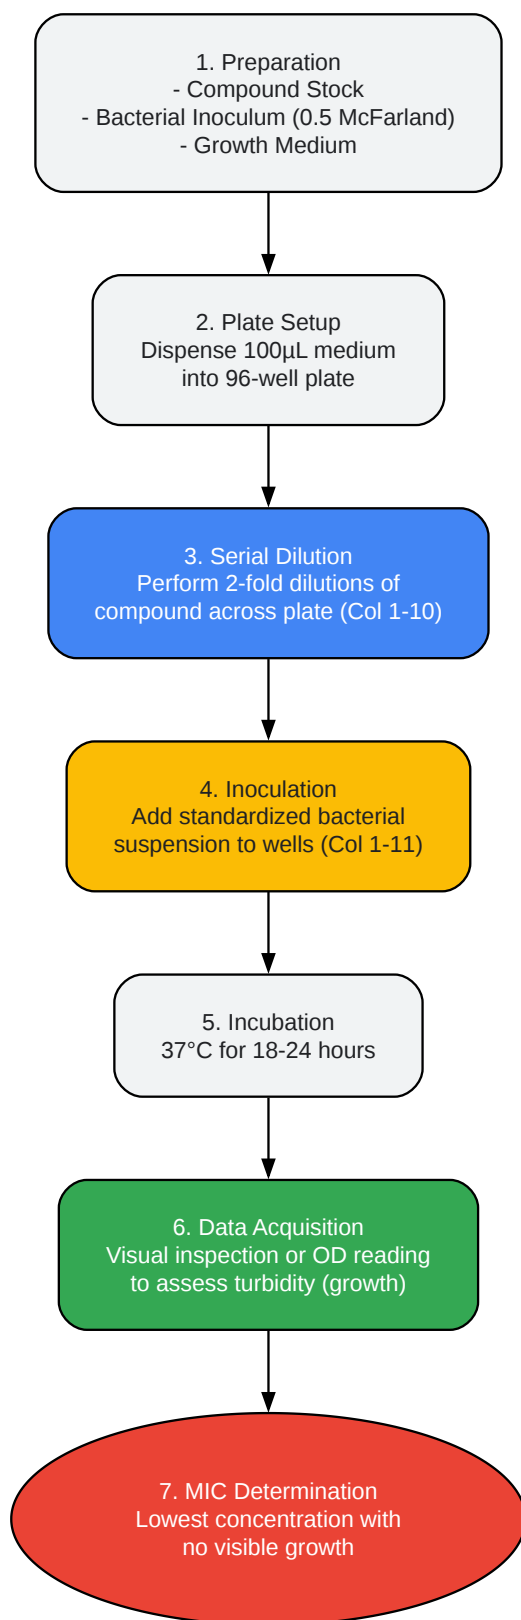 1. Preparation
- Compound Stock
- Bacterial Inoculum (0.5 McFarland)
- Growth Medium
2. Plate Setup
Dispense 100µL medium
into 96-well plate
3. Serial Dilution
Perform 2-fold dilutions of
compound across plate (Col 1-10)
4. Inoculation
Add standardized bacterial
suspension to wells (Col 1-11)
5. Incubation
37°C for 18-24 hours
6. Data Acquisition
Visual inspection or OD reading
to assess turbidity (growth)
7. MIC Determination
Lowest concentration with
no visible growth